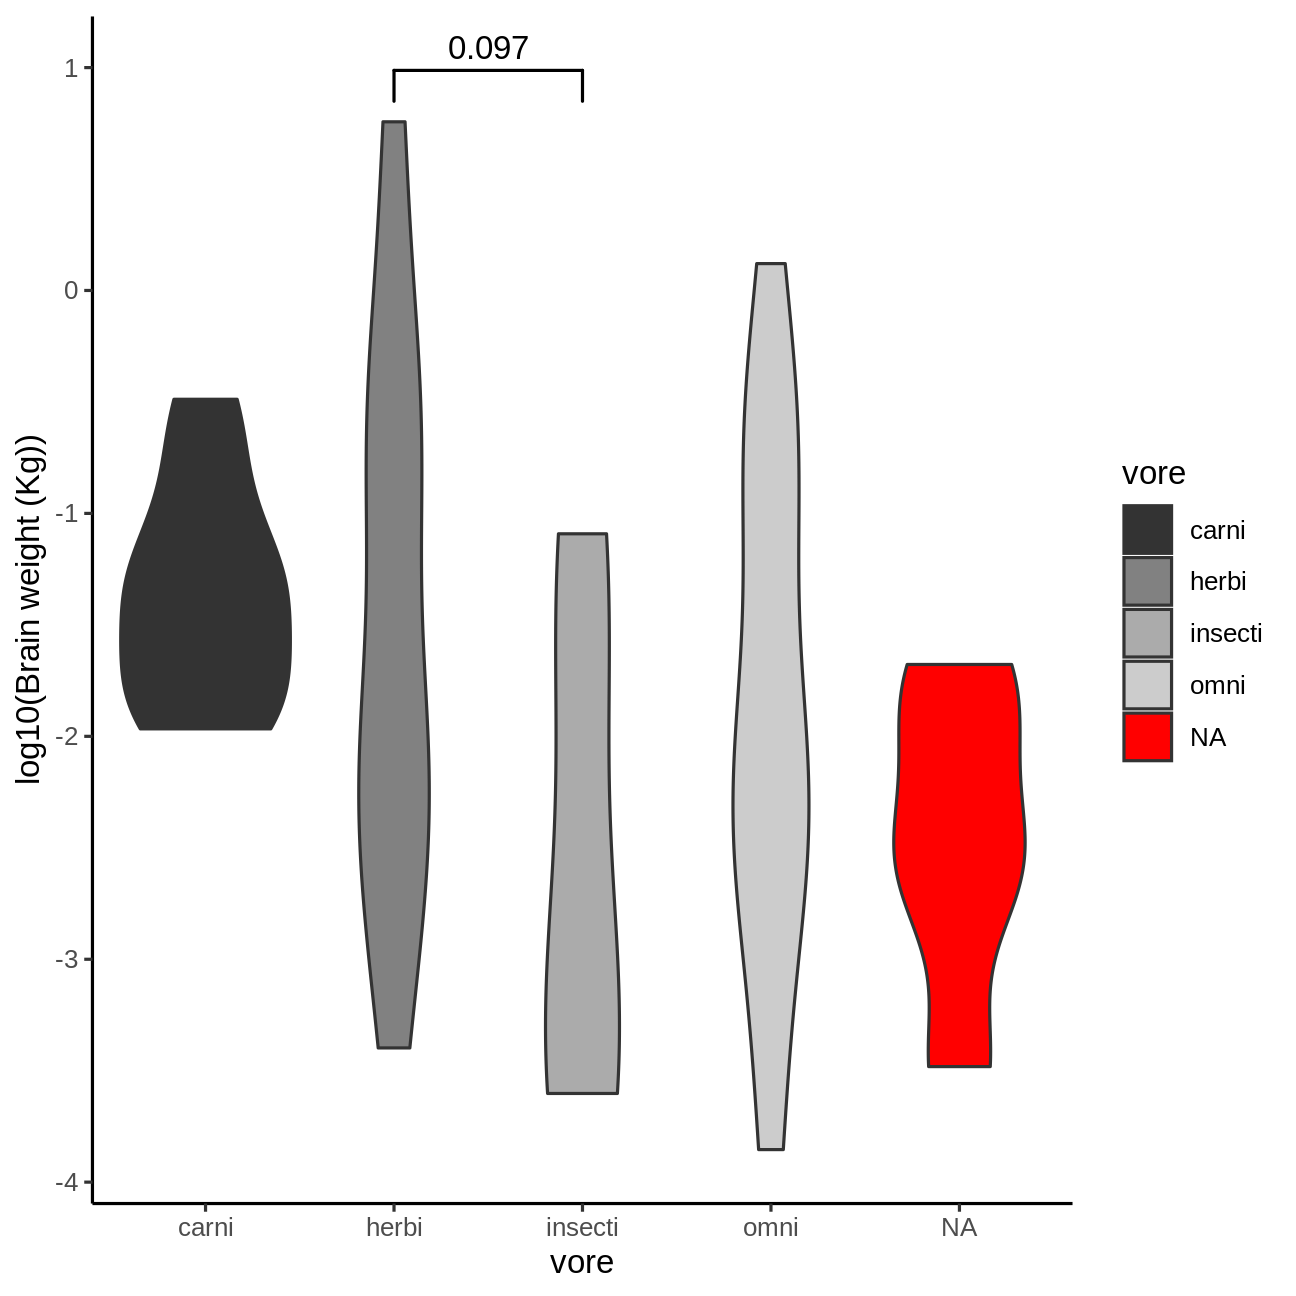 0.097
1
0
-1
-2
-3
-4
log10(Brain weight (Kg))
carni herbi insecti omni NA
vore
vore
carni
herbi
insecti
omni
NA